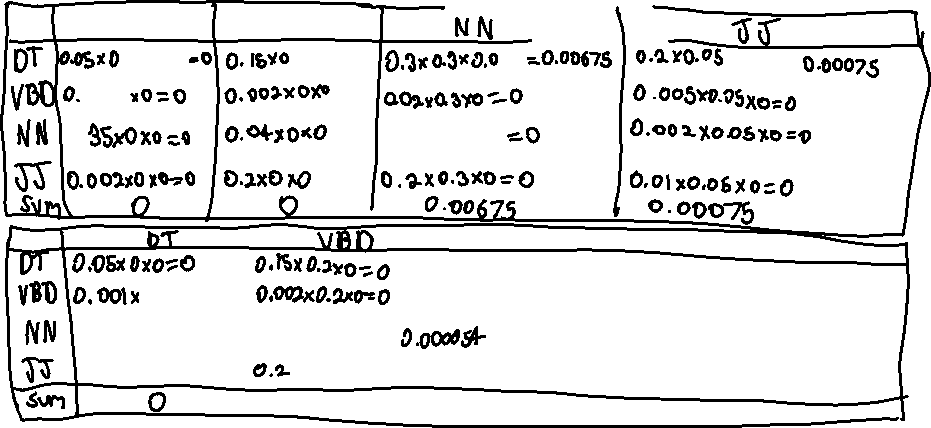 NN JJ
DT 0.05×0 =0 0.15×0 0.3×0.3×0.0 =0.00675 0.2×0.05 0.00075
VBD 0. ×0=0 0.002×0×0 0.02×0.3×0=0 0.005×0.05×0=0
NN 35×0×0=0 0.04×0×0 =0 0.002×0.05×0=0
JJ 0.002×0×0=0 0.2×0×0 0.2×0.3×0=0 0.01×0.05×0=0
Sum 0 0 0.00675 0.00075
DT VBD
DT 0.05×0×0=0 0.15×0.2×0=0
VBD 0.001× 0.002×0.2×0=0
NN 0.000054
JJ 0.2
Sum 0